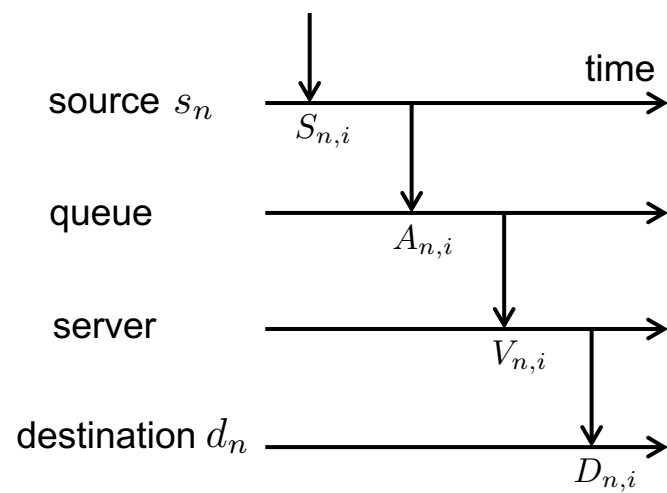 time
source s_n
S_{n,i}
queue
A_{n,i}
server
V_{n,i}
destination d_n
D_{n,i}